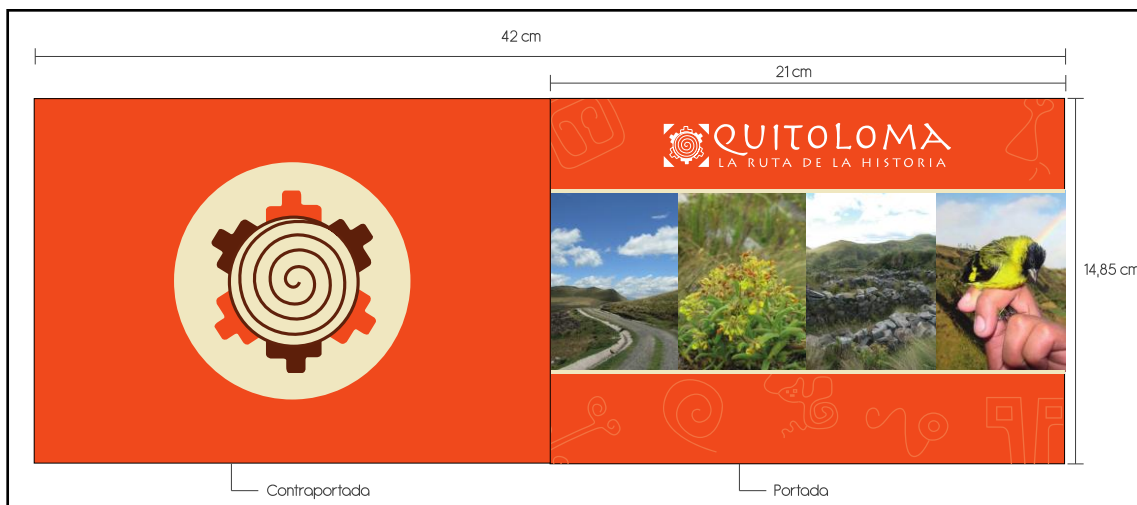 42 cm
21 cm
QUITOLOMA
LA RUTA DE LA HISTORIA
14,85 cm
Contraportada
Portada